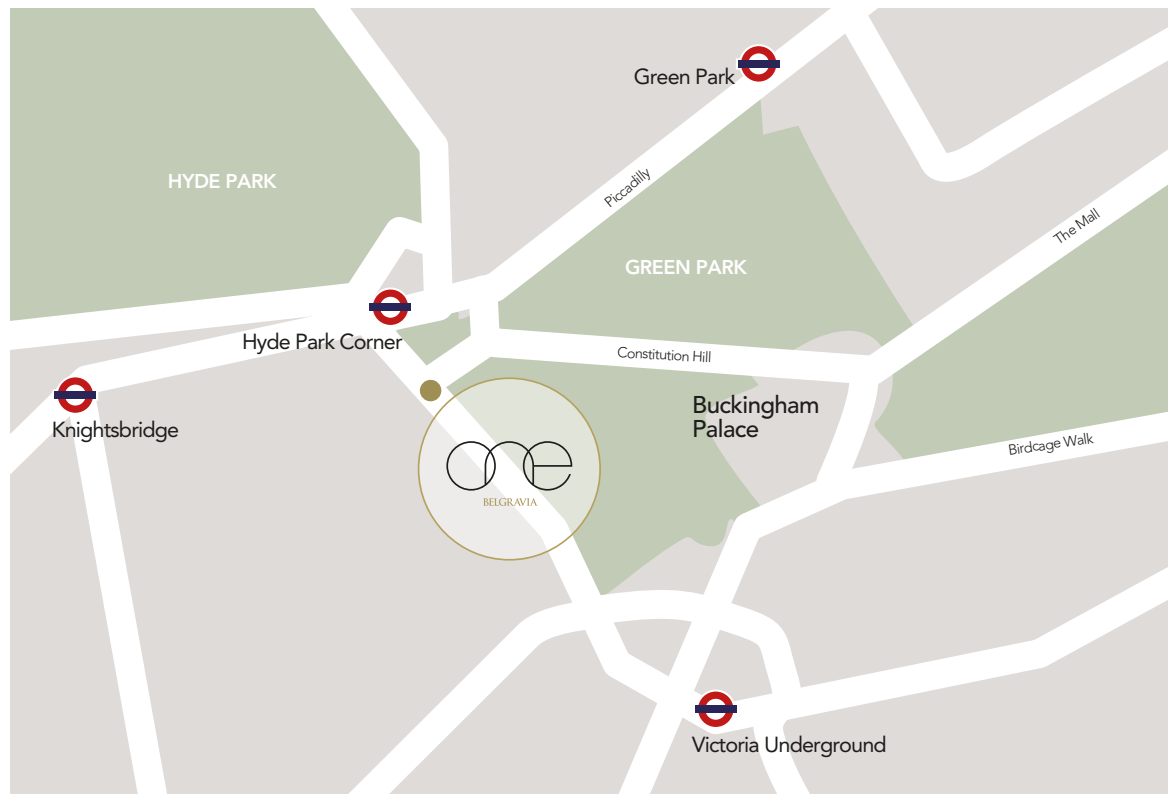 Green Park
HYDE PARK
Piccadilly
The Mall
GREEN PARK
Hyde Park Corner
Constitution Hill
Knightsbridge
Buckingham
Palace
Birdcage Walk
one
BELGRAVIA
Victoria Underground